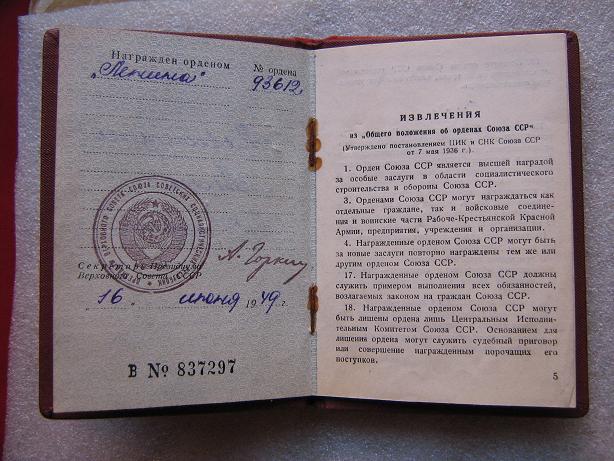 Награжден орденом
№ ордена
„Ленина“
93612
Секретарь Президиума
Верховного Совета СССР
А. Горкин
"16" июня 1949 г.
В № 837297
ИЗВЛЕЧЕНИЯ
из „Общего положения об орденах Союза ССР“
(Утверждено постановлением ЦИК и СНК Союза ССР
от 7 мая 1936 г.).
1. Орден Союза ССР является высшей наградой
за особые заслуги в области социалистического
строительства и обороны Союза ССР.
3. Орденами Союза ССР могут награждаться как
отдельные граждане, так и войсковые соедине-
ния и воинские части Рабоче-Крестьянской Красной
Армии, предприятия, учреждения и организации.
4. Награжденные орденом Союза ССР могут быть
за новые заслуги повторно награждены тем же или
другим орденом Союза ССР.
17. Награжденные орденом Союза ССР должны
служить примером выполнения всех обязанностей,
возлагаемых законом на граждан Союза ССР.
18. Награжденные орденом Союза ССР могут
быть лишены ордена лишь Центральным Исполни-
тельным Комитетом Союза ССР. Основанием для
лишения ордена могут служить судебный приговор
или совершение награжденным порочащих его
поступков.
5